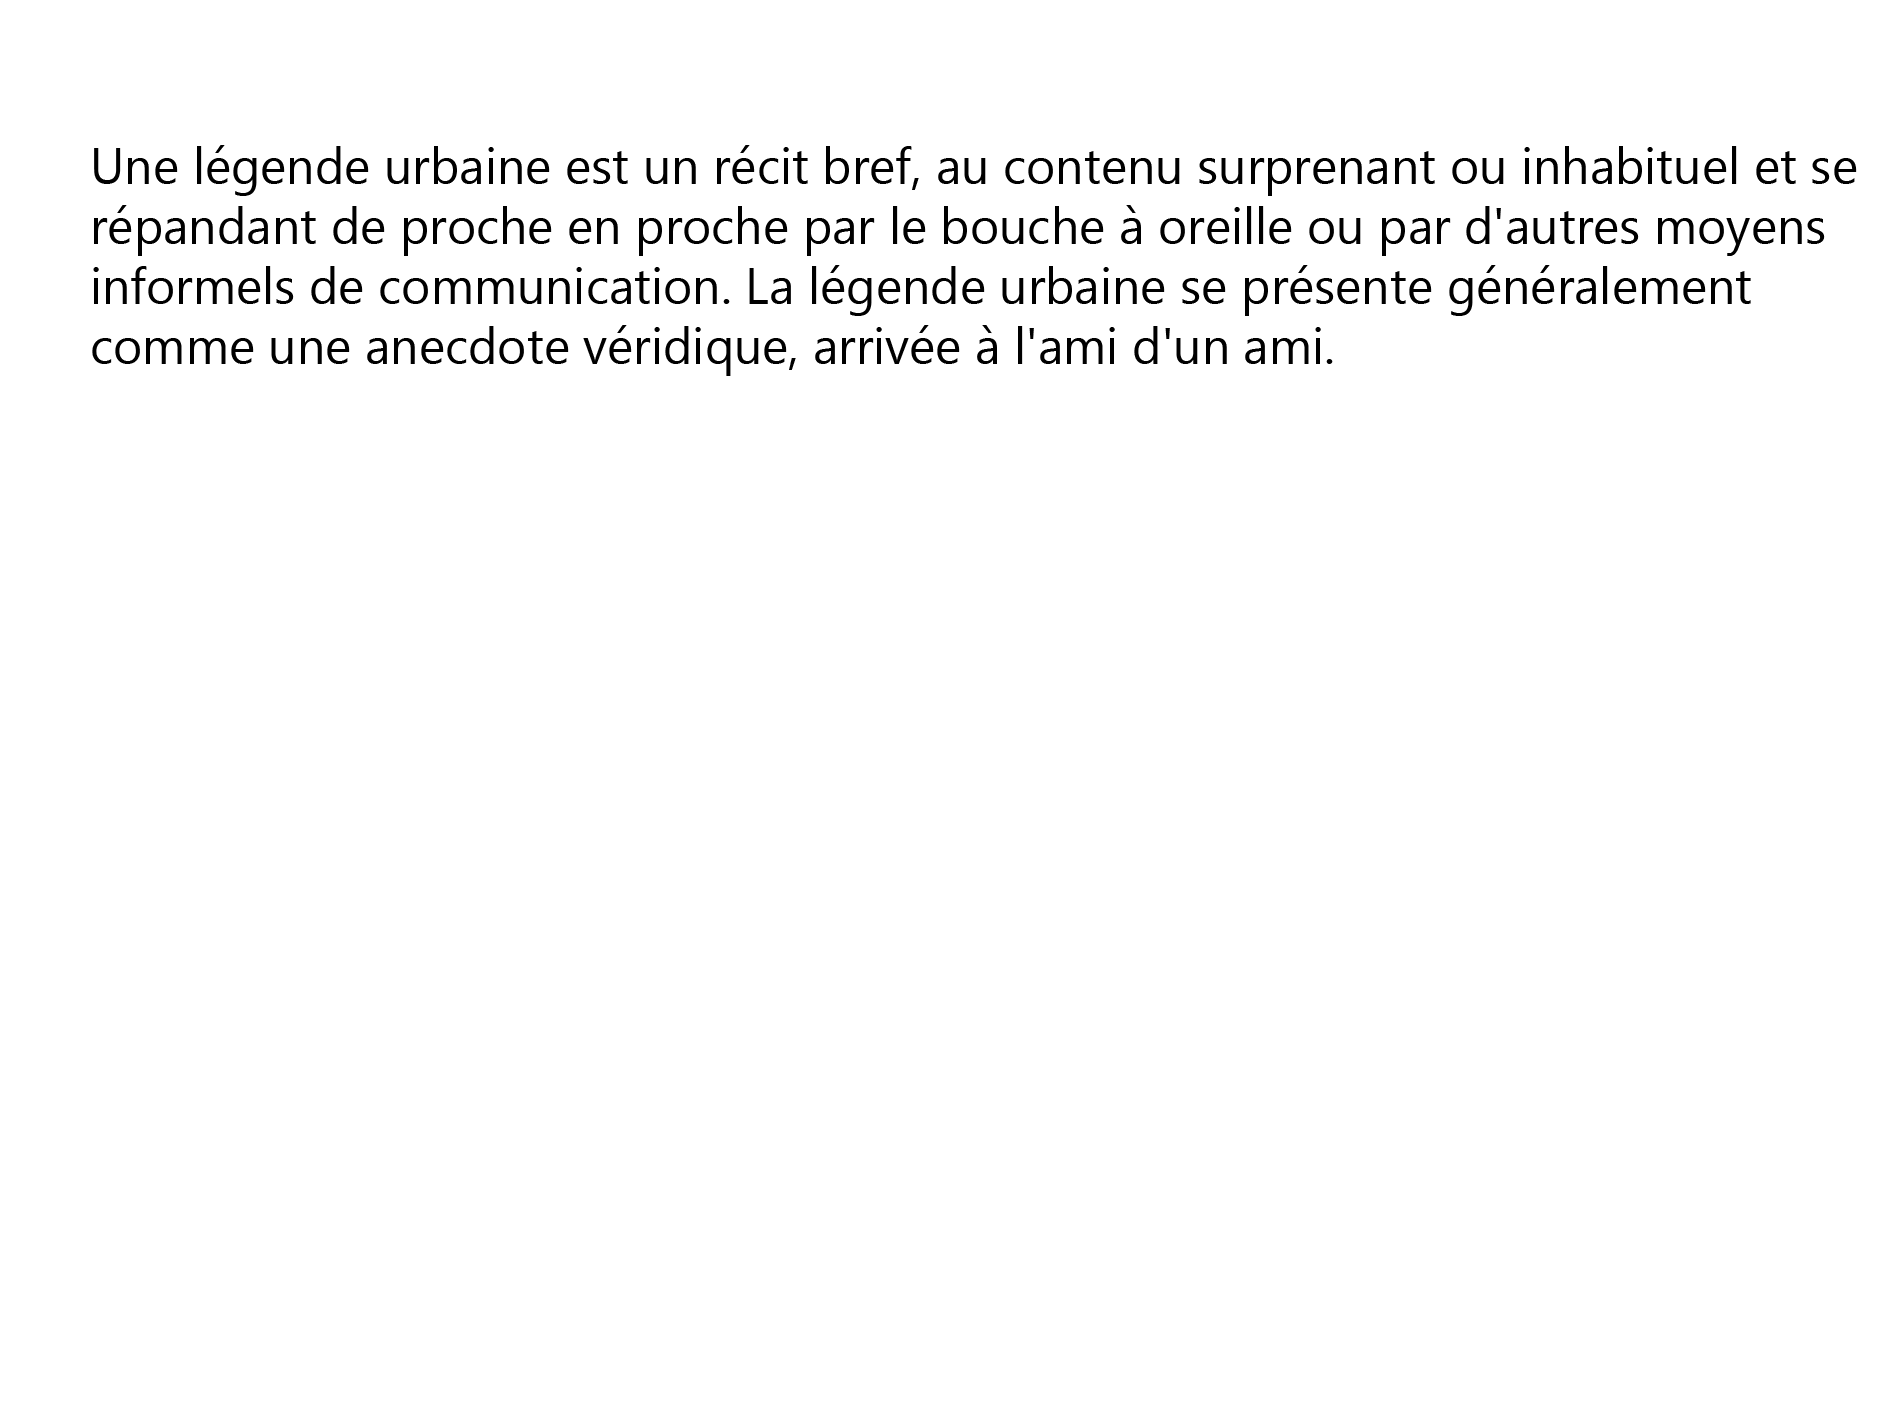 Une légende urbaine est un récit bref, au contenu surprenant ou inhabituel et se
répandant de proche en proche par le bouche à oreille ou par d'autres moyens
informels de communication. La légende urbaine se présente généralement
comme une anecdote véridique, arrivée à l'ami d'un ami.